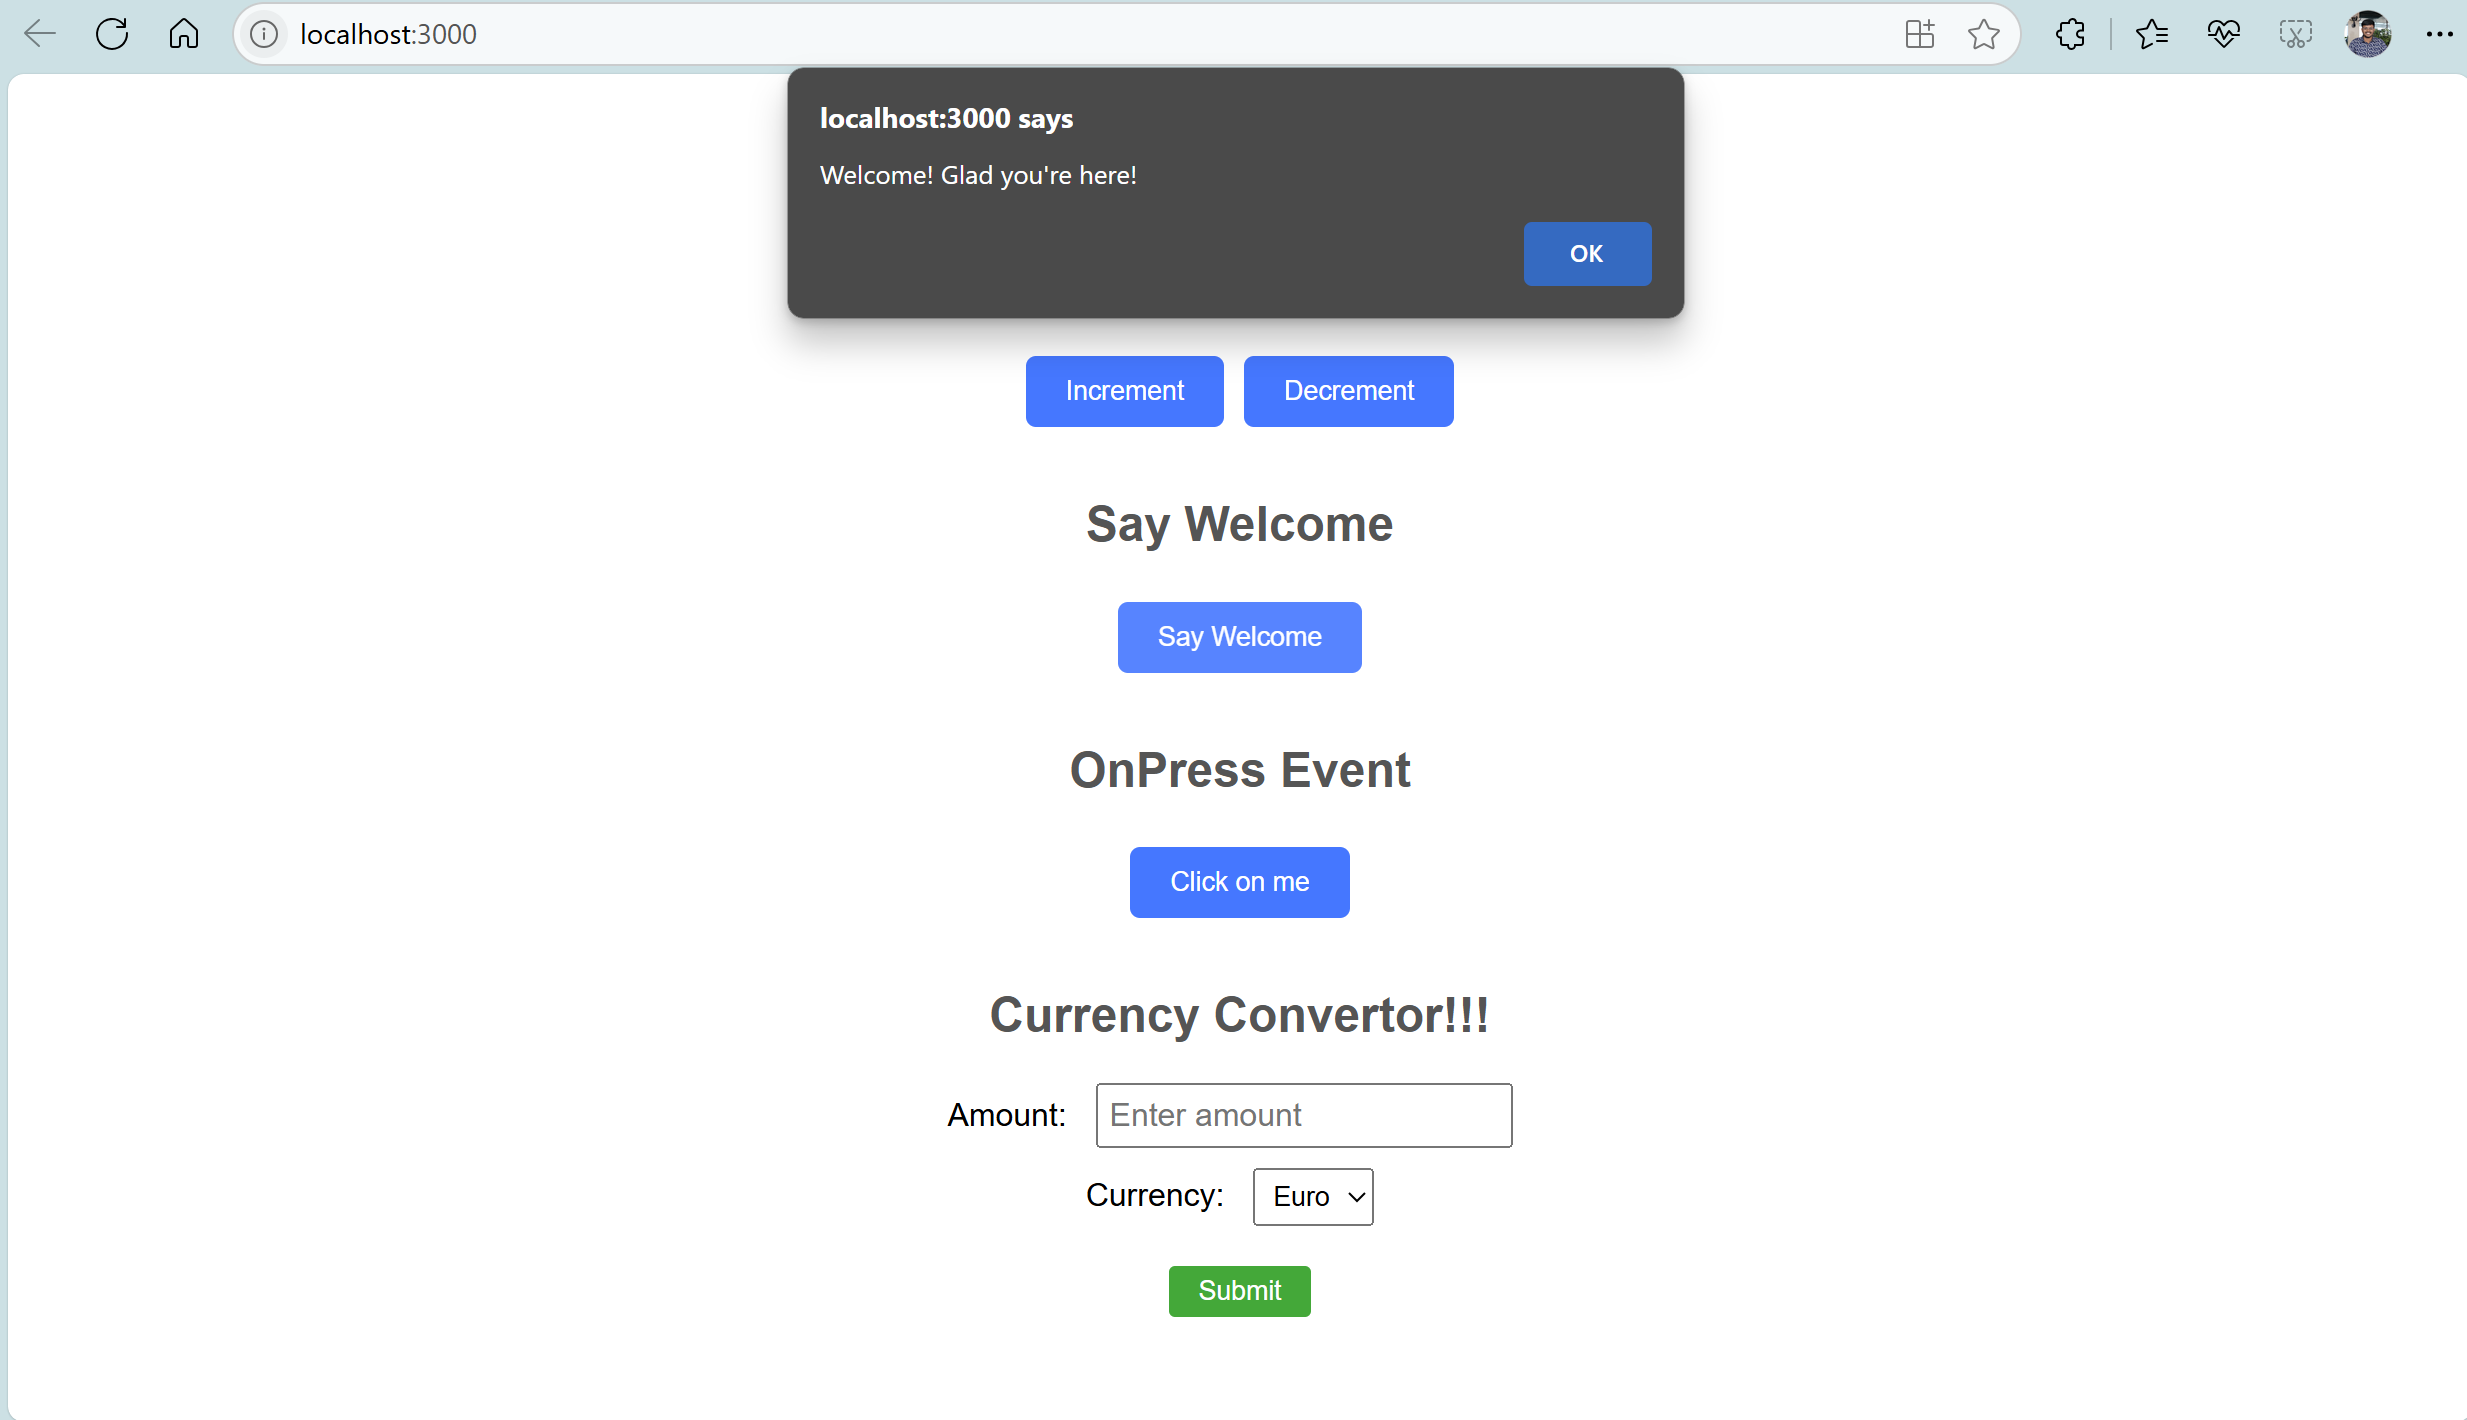 localhost:3000
localhost:3000 says
Welcome! Glad you're here!
OK
Increment Decrement
Say Welcome
Say Welcome
OnPress Event
Click on me
Currency Convertor!!!
Amount: Enter amount
Currency: Euro
Submit